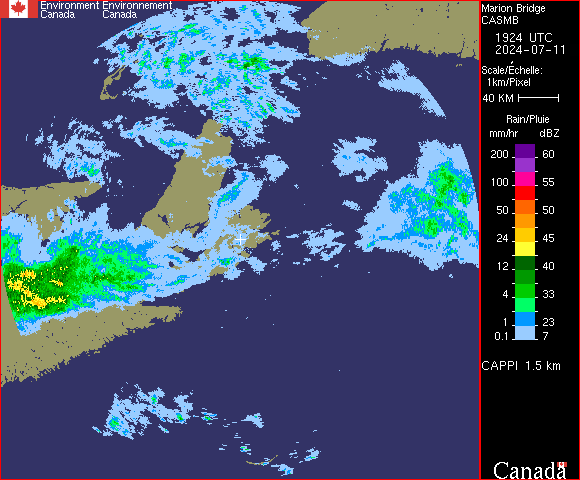 Environment Environnement
Canada Canada
Marion Bridge
CASMB
1924 UTC
2024-07-11
Scale/Echelle:
1km/Pixel
40 KM
Rain/Pluie
mm/hr dBZ
200 60
100 55
50 50
24 45
12 40
4 33
1 23
0.1 7
CAPPI 1.5 km
Canada